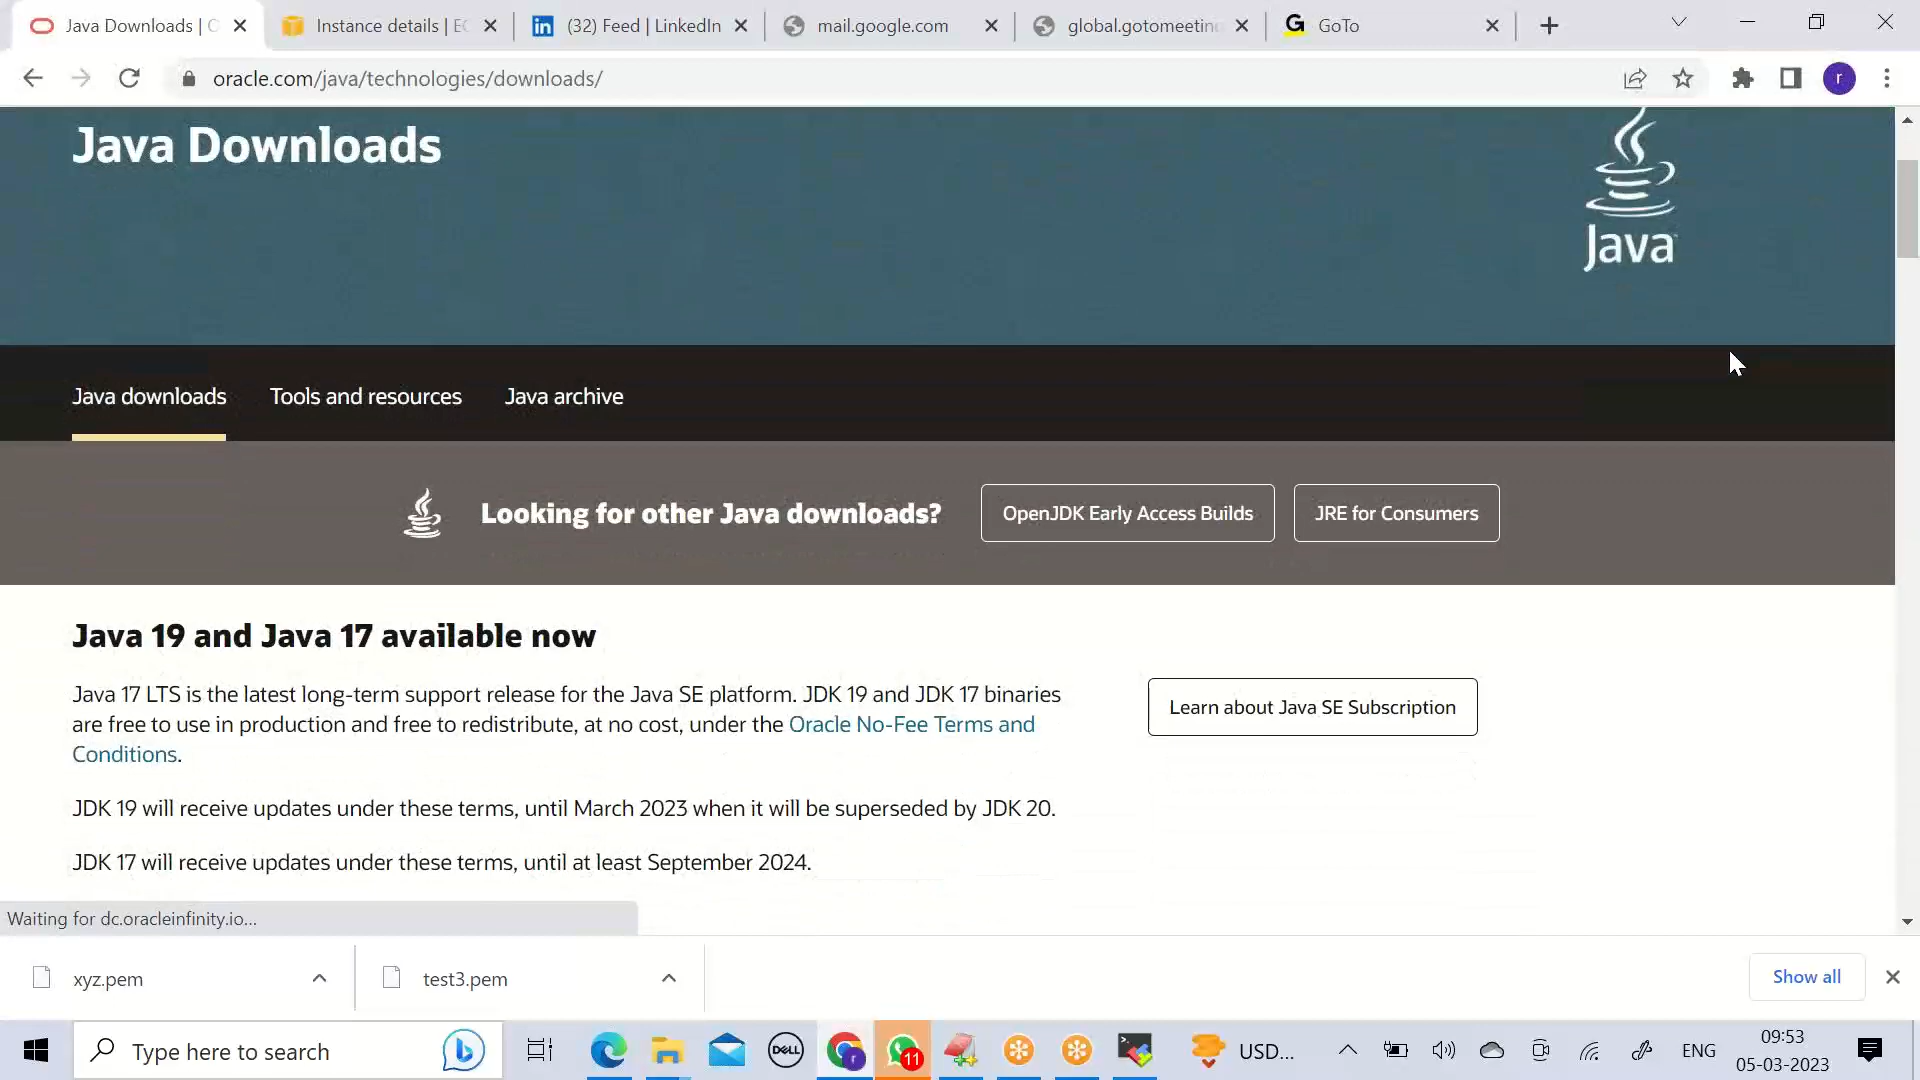 Java Downloads | O
Instance details | EC
(32) Feed | LinkedIn
mail.google.com
global.gotomeeting
GoTo
oracle.com/java/technologies/downloads/
r
Java Downloads
Java
Java downloads
Tools and resources
Java archive
Looking for other Java downloads?
OpenJDK Early Access Builds
JRE for Consumers
Java 19 and Java 17 available now
Java 17 LTS is the latest long-term support release for the Java SE platform. JDK 19 and JDK 17 binaries
are free to use in production and free to redistribute, at no cost, under the Oracle No-Fee Terms and
Conditions.
Learn about Java SE Subscription
JDK 19 will receive updates under these terms, until March 2023 when it will be superseded by JDK 20.
JDK 17 will receive updates under these terms, until at least September 2024.
Waiting for dc.oracleinfinity.io...
xyz.pem
test3.pem
Show all
Type here to search
DELL
r
11
USD...
ENG
09:53
05-03-2023